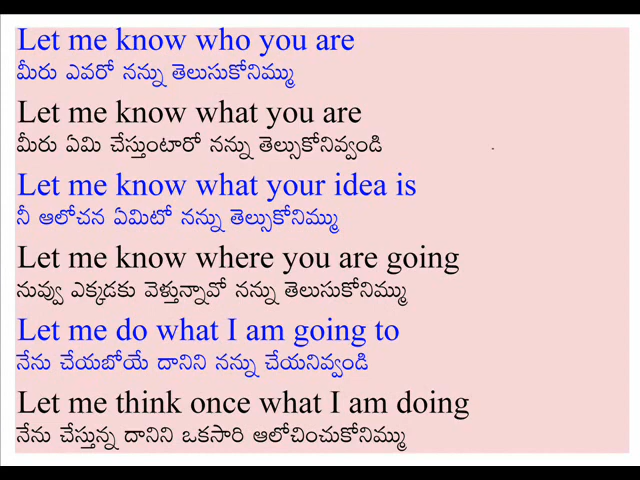 Let me know who you are
మీరు ఎవరో నన్ను తెలుసుకోనిమ్ము
Let me know what you are
మీరు ఏమి చేస్తుంటారో నన్ను తెల్సుకోనివ్వండి
Let me know what your idea is
నీ ఆలోచన ఏమిటో నన్ను తెల్సుకోనిమ్ము
Let me know where you are going
నువ్వు ఎక్కడకు వెళ్తున్నావో నన్ను తెలుసుకోనిమ్ము
Let me do what I am going to
నేను చేయబోయే దానిని నన్ను చేయనివ్వండి
Let me think once what I am doing
నేను చేస్తున్న దానిని ఒకసారి ఆలోచించుకోనిమ్ము